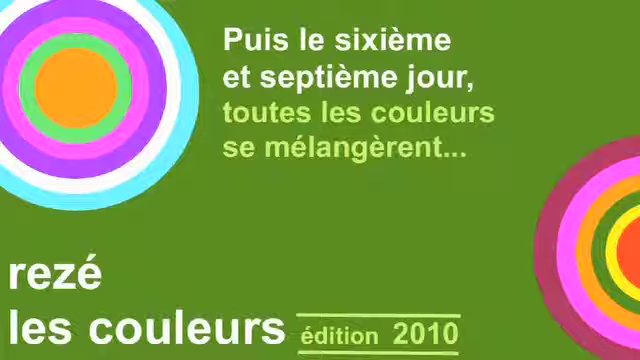 Puis le sixième
et septième jour,
toutes les couleurs
se mélangèrent...
rezé
les couleurs édition 2010